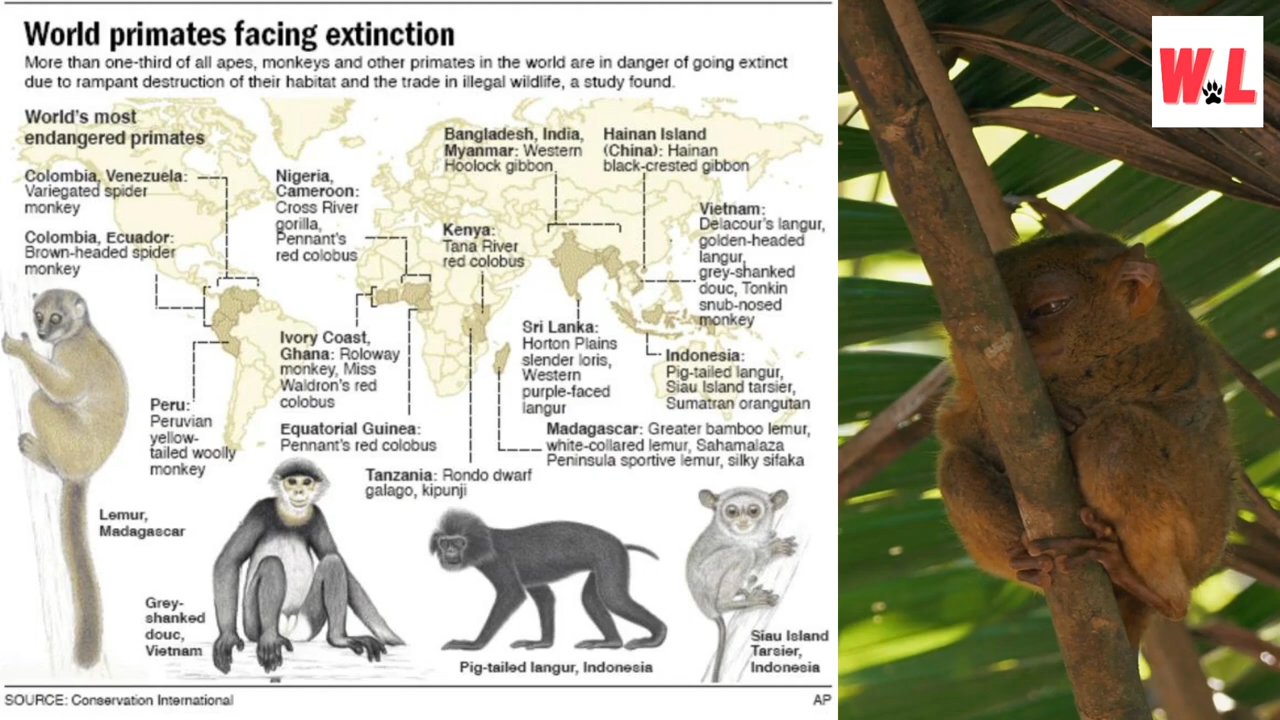 World primates facing extinction
More than one-third of all apes, monkeys and other primates in the world are in danger of going extinct
due to rampant destruction of their habitat and the trade in illegal wildlife, a study found.
World's most
endangered primates
Colombia, Venezuela:
Variegated spider
monkey
Colombia, Ecuador:
Brown-headed spider
monkey
Nigeria,
Cameroon:
Cross River
gorilla,
Pennant's
red colobus
Bangladesh, India,
Myanmar: Western
Hoolock gibbon
Hainan Island
(China): Hainan
black-crested gibbon
Kenya:
Tana River
red colobus
Vietnam:
Delacour's langur,
golden-headed
langur,
grey-shanked
douc, Tonkin
snub-nosed
monkey
Ivory Coast,
Ghana: Roloway
monkey, Miss
Waldron's red
colobus
Sri Lanka:
Horton Plains
slender loris,
Western
purple-faced
langur
Indonesia:
Pig-tailed langur,
Siau Island tarsier,
Sumatran orangutan
Peru:
Peruvian
yellow-
tailed woolly
monkey
Equatorial Guinea:
Pennant's red colobus
Madagascar: Greater bamboo lemur,
white-collared lemur, Sahamalaza
Peninsula sportive lemur, silky sifaka
Tanzania: Rondo dwarf
galago, kipunji
Lemur,
Madagascar
Grey-
shanked
douc,
Vietnam
Pig-tailed langur, Indonesia
Siau Island
Tarsier,
Indonesia
SOURCE: Conservation International
AP
W.L